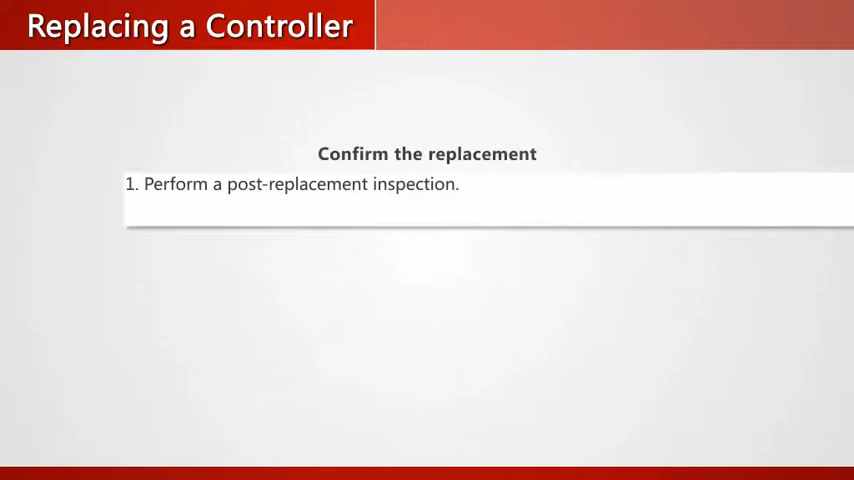 Replacing a Controller
Confirm the replacement
1. Perform a post-replacement inspection.